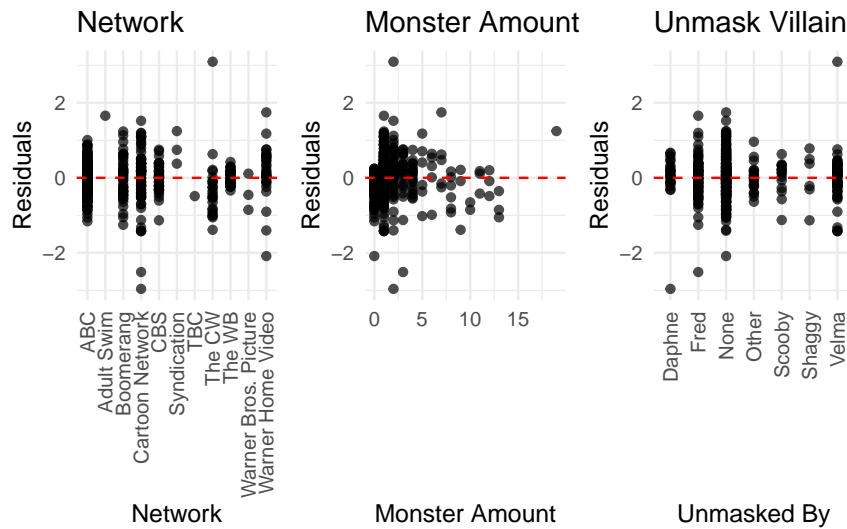 Network
Residuals
2
0
−2
ABC
Adult Swim
Boomerang
Cartoon Network
CBS
Syndication
TBC
The CW
The WB
Warner Bros. Picture
Warner Home Video
Network
Monster Amount
Residuals
2
0
−2
0
5
10
15
Monster Amount
Unmask Villain
Residuals
2
0
−2
Daphne
Fred
None
Other
Scooby
Shaggy
Velma
Unmasked By